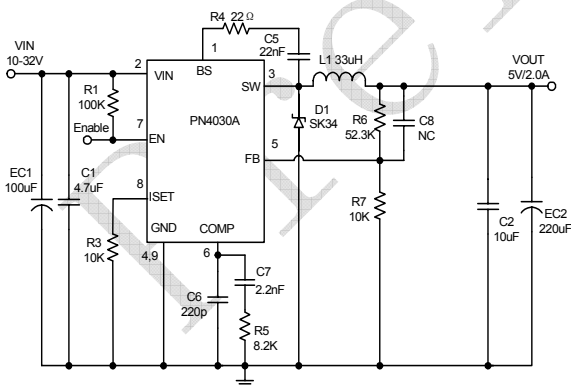 R4 22Ω
C5
22nF
VIN
10-32V
1
BS
2
VIN
SW
3
L1 33uH
VOUT
5V/2.0A
R1
100K
7
Enable
EN
PN4030A
D1
SK34
R6
52.3K
C8
NC
5
FB
EC1
100uF
C1
4.7uF
8
ISET
R7
10K
C2
10uF
EC2
220uF
R3
10K
GND
COMP
4,9
6
C7
2.2nF
C6
220p
R5
8.2K